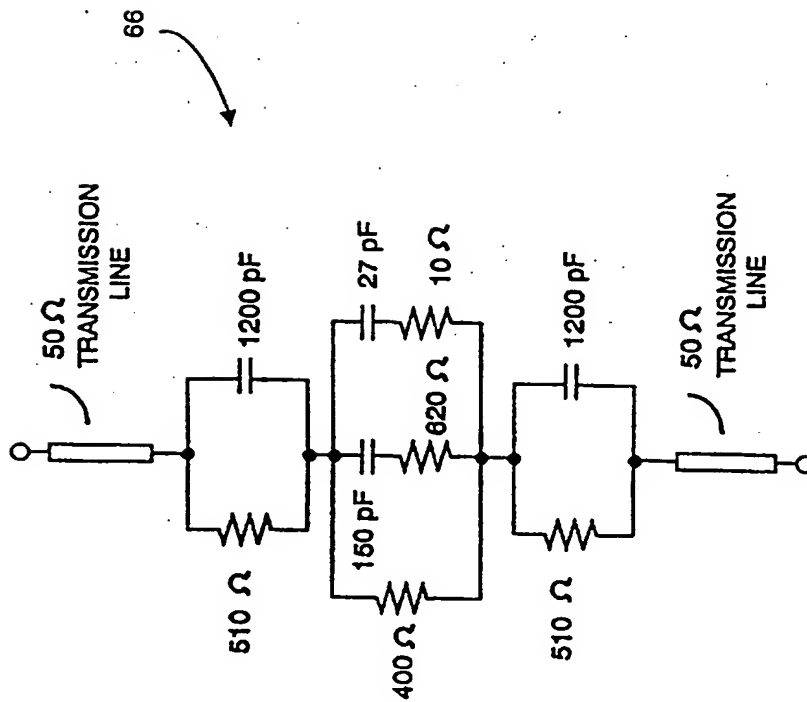 66
50 Ω
TRANSMISSION
LINE
1200 pF
510 Ω
27 pF
10 Ω
150 pF
620 Ω
400 Ω
1200 pF
510 Ω
50 Ω
TRANSMISSION
LINE